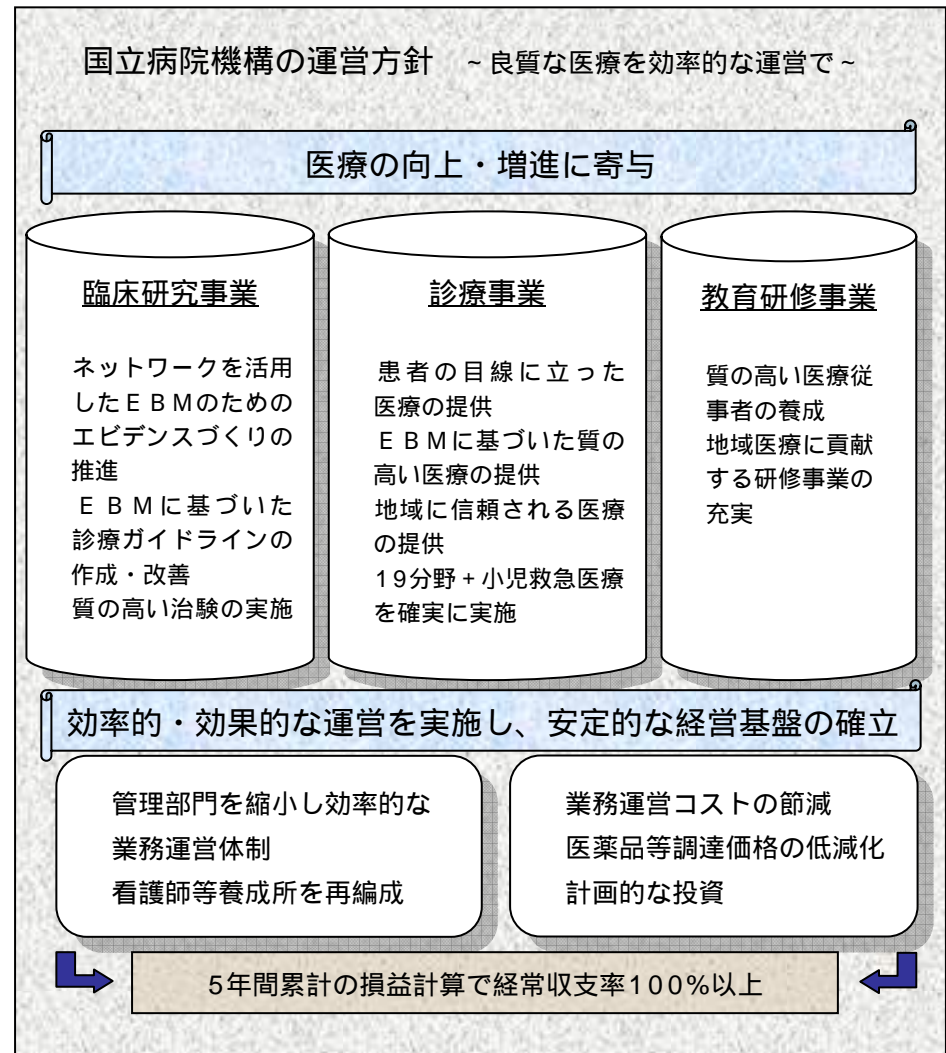 国立病院機構の運営方針　~良質な医療を効率的な運営で~
医療の向上・増進に寄与
臨床研究事業
ネットワークを活用
したＥＢＭのための
エビデンスづくりの
推進
ＥＢＭに基づいた
診療ガイドラインの
作成・改善
質の高い治験の実施
診療事業
患者の目線に立った
医療の提供
ＥＢＭに基づいた質の
高い医療の提供
地域に信頼される医療
の提供
19分野+小児救急医療
を確実に実施
教育研修事業
質の高い医療従
事者の養成
地域医療に貢献
する研修事業の
充実
効率的・効果的な運営を実施し、安定的な経営基盤の確立
管理部門を縮小し効率的な
業務運営体制
看護師等養成所を再編成
業務運営コストの節減
医薬品等調達価格の低減化
計画的な投資
5年間累計の損益計算で経常収支率100%以上